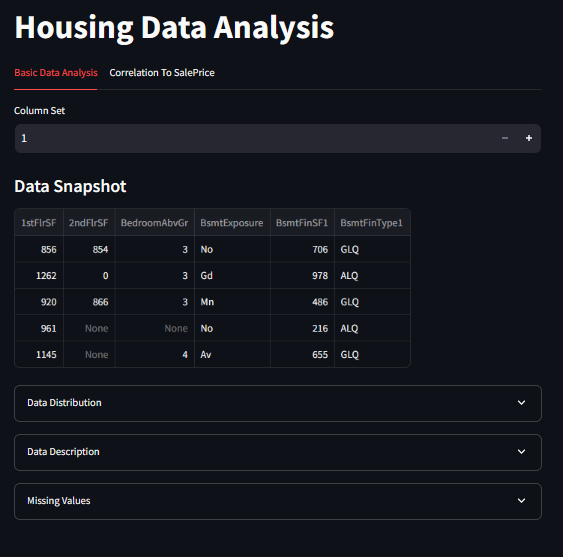 Housing Data Analysis
Basic Data Analysis Correlation To SalePrice
Column Set
1 − +
Data Snapshot
1stFlrSF 2ndFlrSF BedroomAbvGr BsmtExposure BsmtFinSF1 BsmtFinType1
856 854 3 No 706 GLQ
1262 0 3 Gd 978 ALQ
920 866 3 Mn 486 GLQ
961 None None No 216 ALQ
1145 None 4 Av 655 GLQ
Data Distribution
Data Description
Missing Values